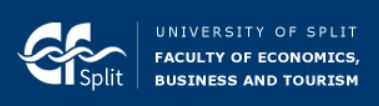 Split
UNIVERSITY OF SPLIT
FACULTY OF ECONOMICS,
BUSINESS AND TOURISM